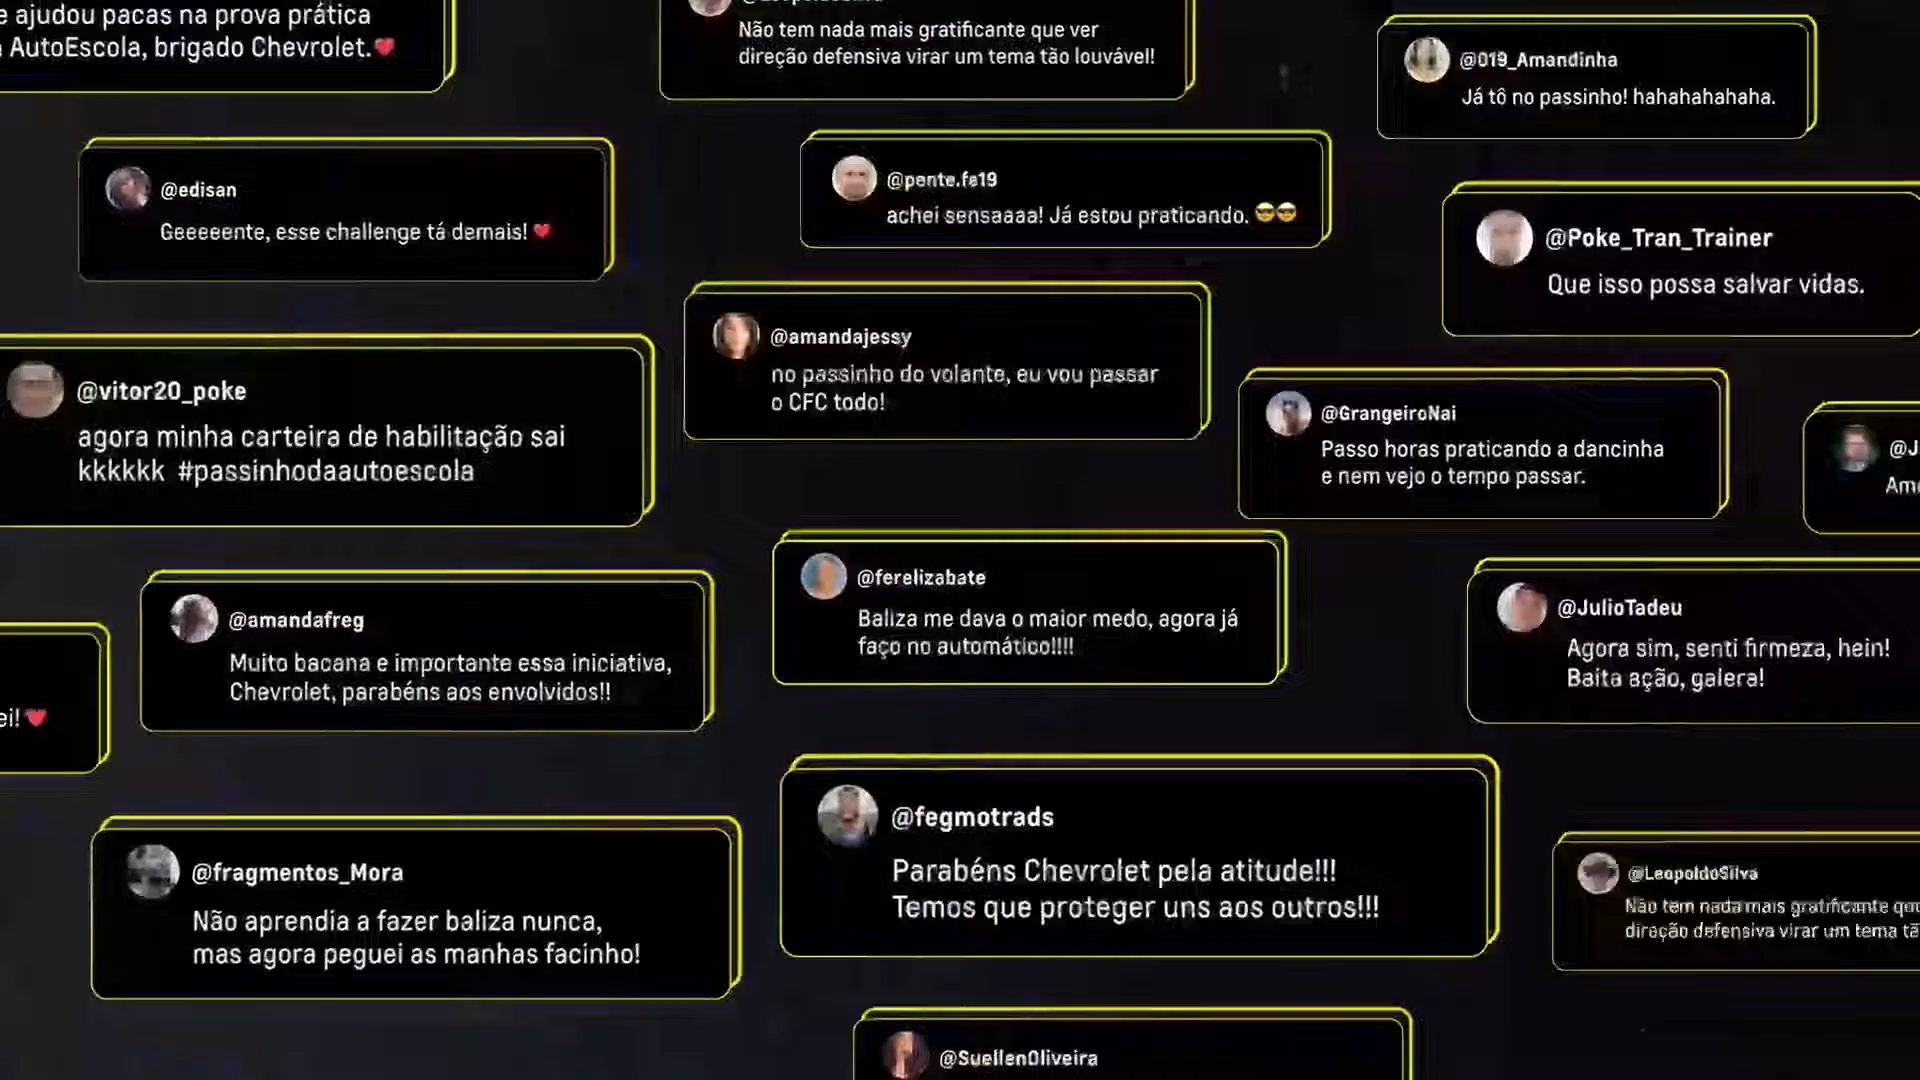 ajudou pacas na prova prática
AutoEscola, brigado Chevrolet.❤️
Não tem nada mais gratificante que ver
direção defensiva virar um tema tão louvável!
@019_Amandinha
Já tô no passinho! hahahahahaha.
@edisan
Geeeeente, esse challenge tá demais!❤️
@pente.fe19
achei sensaaaa! Já estou praticando. 😎😎
@Poke_Tran_Trainer
Que isso possa salvar vidas.
@amandajessy
no passinho do volante, eu vou passar
o CFC todo!
@vitor20_poke
agora minha carteira de habilitação sai
kkkkkk #passinhodaautoescola
@GrangeiroNai
Passo horas praticando a dancinha
e nem vejo o tempo passar.
@ferelizabate
Baliza me dava o maior medo, agora já
faço no automático!!!!
@JulioTadeu
Agora sim, senti firmeza, hein!
Baita ação, galera!
@amandafreg
Muito bacana e importante essa iniciativa,
Chevrolet, parabéns aos envolvidos!!
ei!❤️
@fegmotrads
Parabéns Chevrolet pela atitude!!!
Temos que proteger uns aos outros!!!
@fragmentos_Mora
Não aprendia a fazer baliza nunca,
mas agora peguei as manhas facinho!
@LeopoldoSilva
Não tem nada mais gratificante que
direção defensiva virar um tema tã
@SuellenOliveira